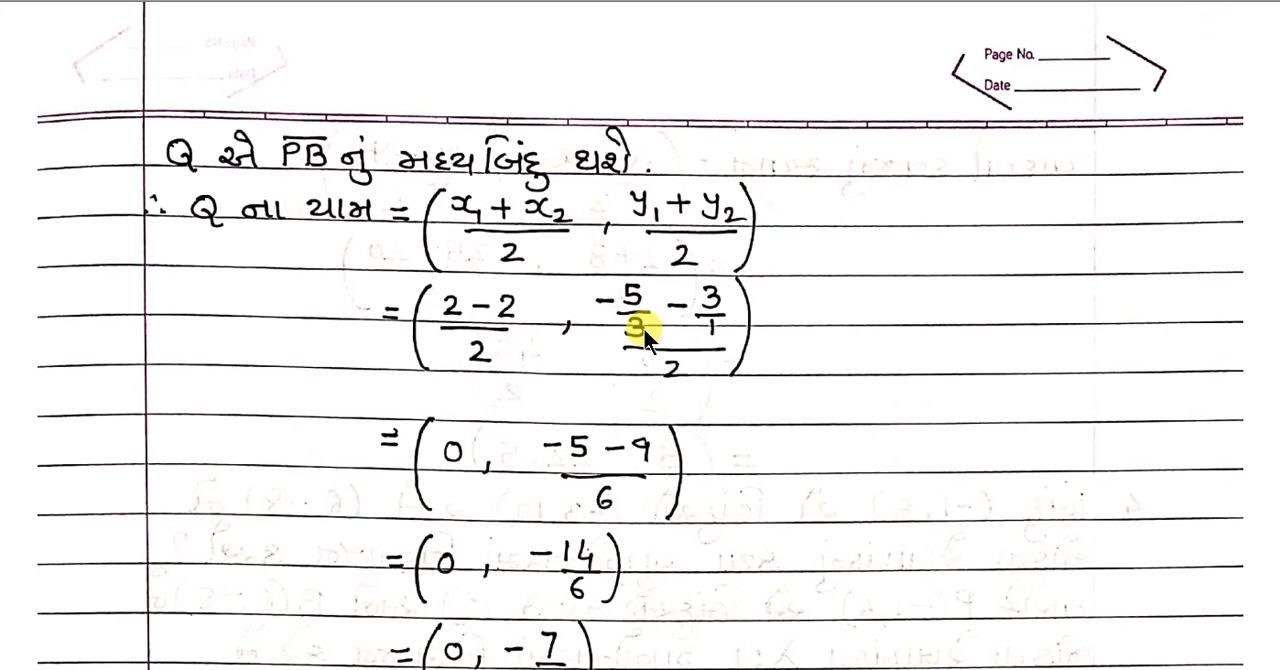 Page No.
Date
Q એ PB નું મધ્યબિંદુ થશે.
∴ Q ના યામ = ( x₁ + x₂ / 2 , y₁ + y₂ / 2 )
= ( 2 - 2 / 2 , -5/3 - 3/1 / 2 )
= ( 0 , -5 - 9 / 6 )
= ( 0 , -14 / 6 )
= ( 0 , - 7